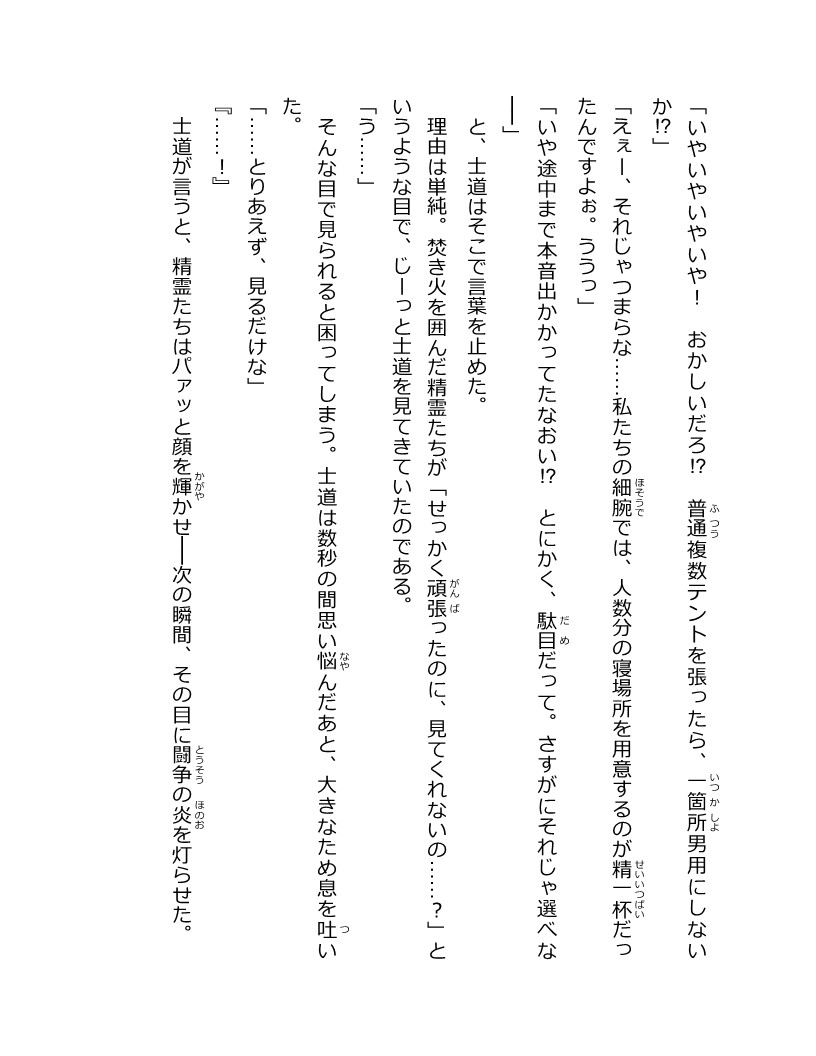 「いやいやいやいや！　おかしいだろ!?　普通複数テントを張ったら、一箇所男用にしない
か!?」
「えぇー、それじゃつまらな……私たちの細腕では、人数分の寝場所を用意するのが精一杯だっ
たんですよぉ。ううっ」
「いや途中まで本音出かかってたなおい!?　とにかく、駄目だって。さすがにそれじゃ選べな
――」
　と、士道はそこで言葉を止めた。
　理由は単純。焚き火を囲んだ精霊たちが「せっかく頑張ったのに、見てくれないの……？」と
いうような目で、じーっと士道を見てきていたのである。
「う……」
　そんな目で見られると困ってしまう。士道は数秒の間思い悩んだあと、大きなため息を吐い
た。
「……とりあえず、見るだけな」
『……！』
　士道が言うと、精霊たちはパァッと顔を輝かせ――次の瞬間、その目に闘争の炎を灯らせた。